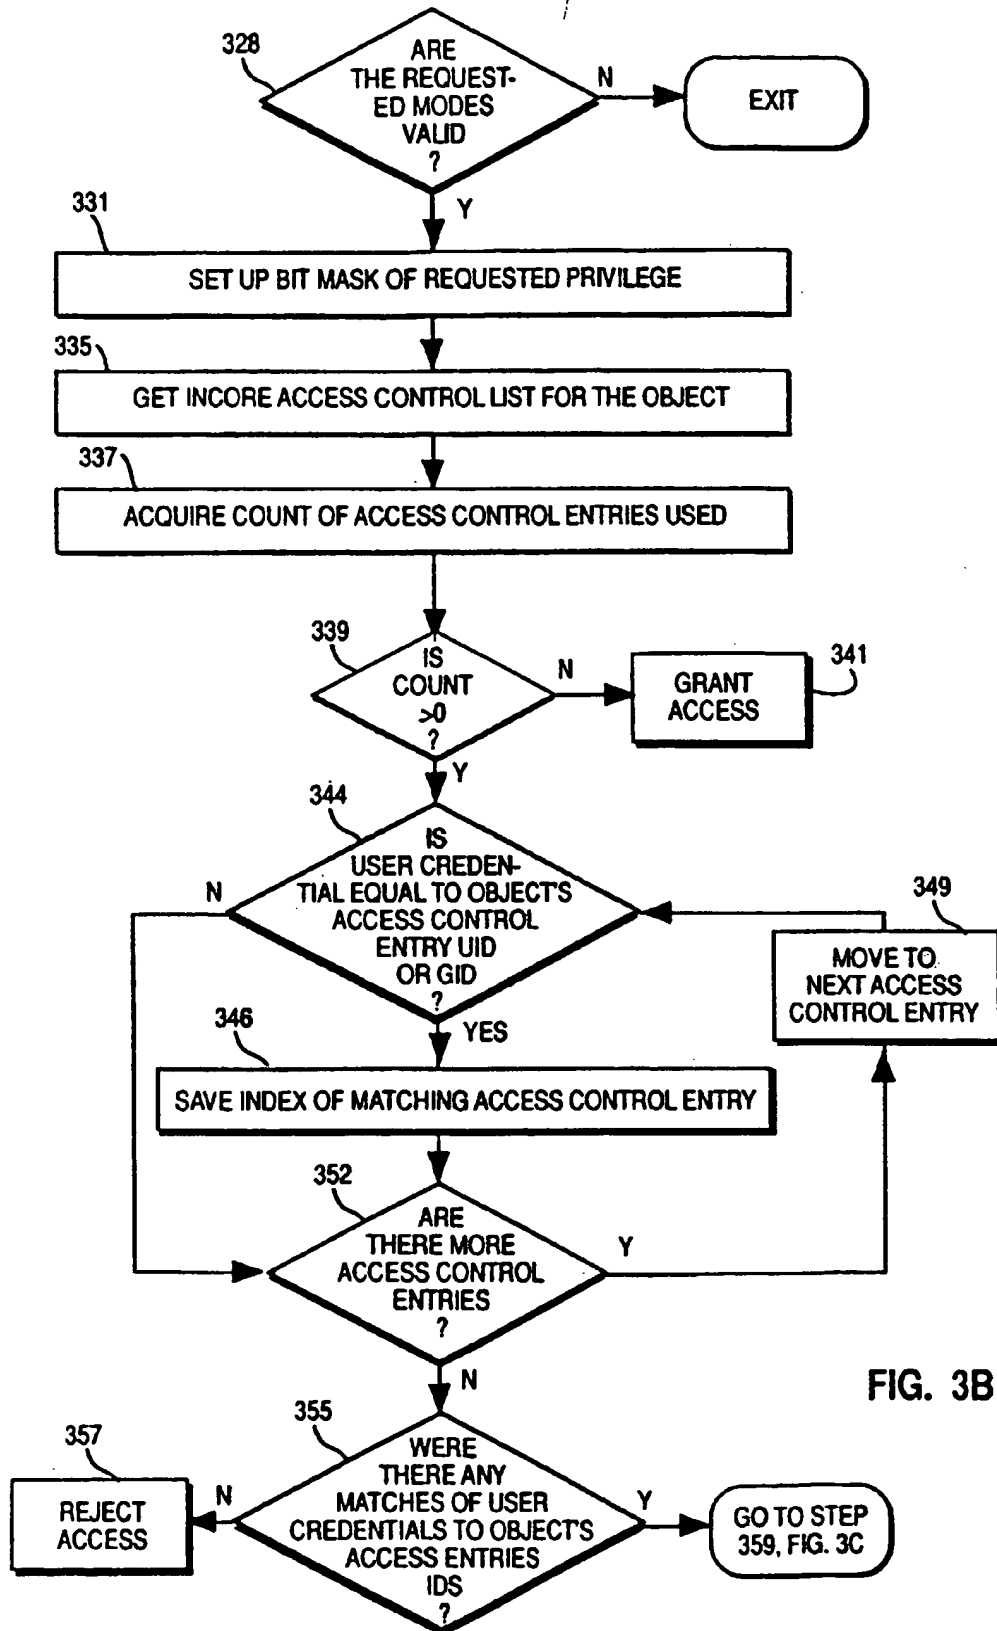 328
ARE
THE REQUEST-
ED MODES
VALID
?
N
EXIT
Y
331
SET UP BIT MASK OF REQUESTED PRIVILEGE
335
GET INCORE ACCESS CONTROL LIST FOR THE OBJECT
337
ACQUIRE COUNT OF ACCESS CONTROL ENTRIES USED
339
IS
COUNT
>0
?
N
GRANT
ACCESS
341
Y
344
IS
USER CREDEN-
TIAL EQUAL TO OBJECT'S
ACCESS CONTROL
ENTRY UID
OR GID
?
N
349
MOVE TO
NEXT ACCESS
CONTROL ENTRY
YES
346
SAVE INDEX OF MATCHING ACCESS CONTROL ENTRY
352
ARE
THERE MORE
ACCESS CONTROL
ENTRIES
?
Y
N
FIG. 3B
355
WERE
THERE ANY
MATCHES OF USER
CREDENTIALS TO OBJECT'S
ACCESS ENTRIES
IDS
?
357
N
REJECT
ACCESS
Y
GO TO STEP
359, FIG. 3C